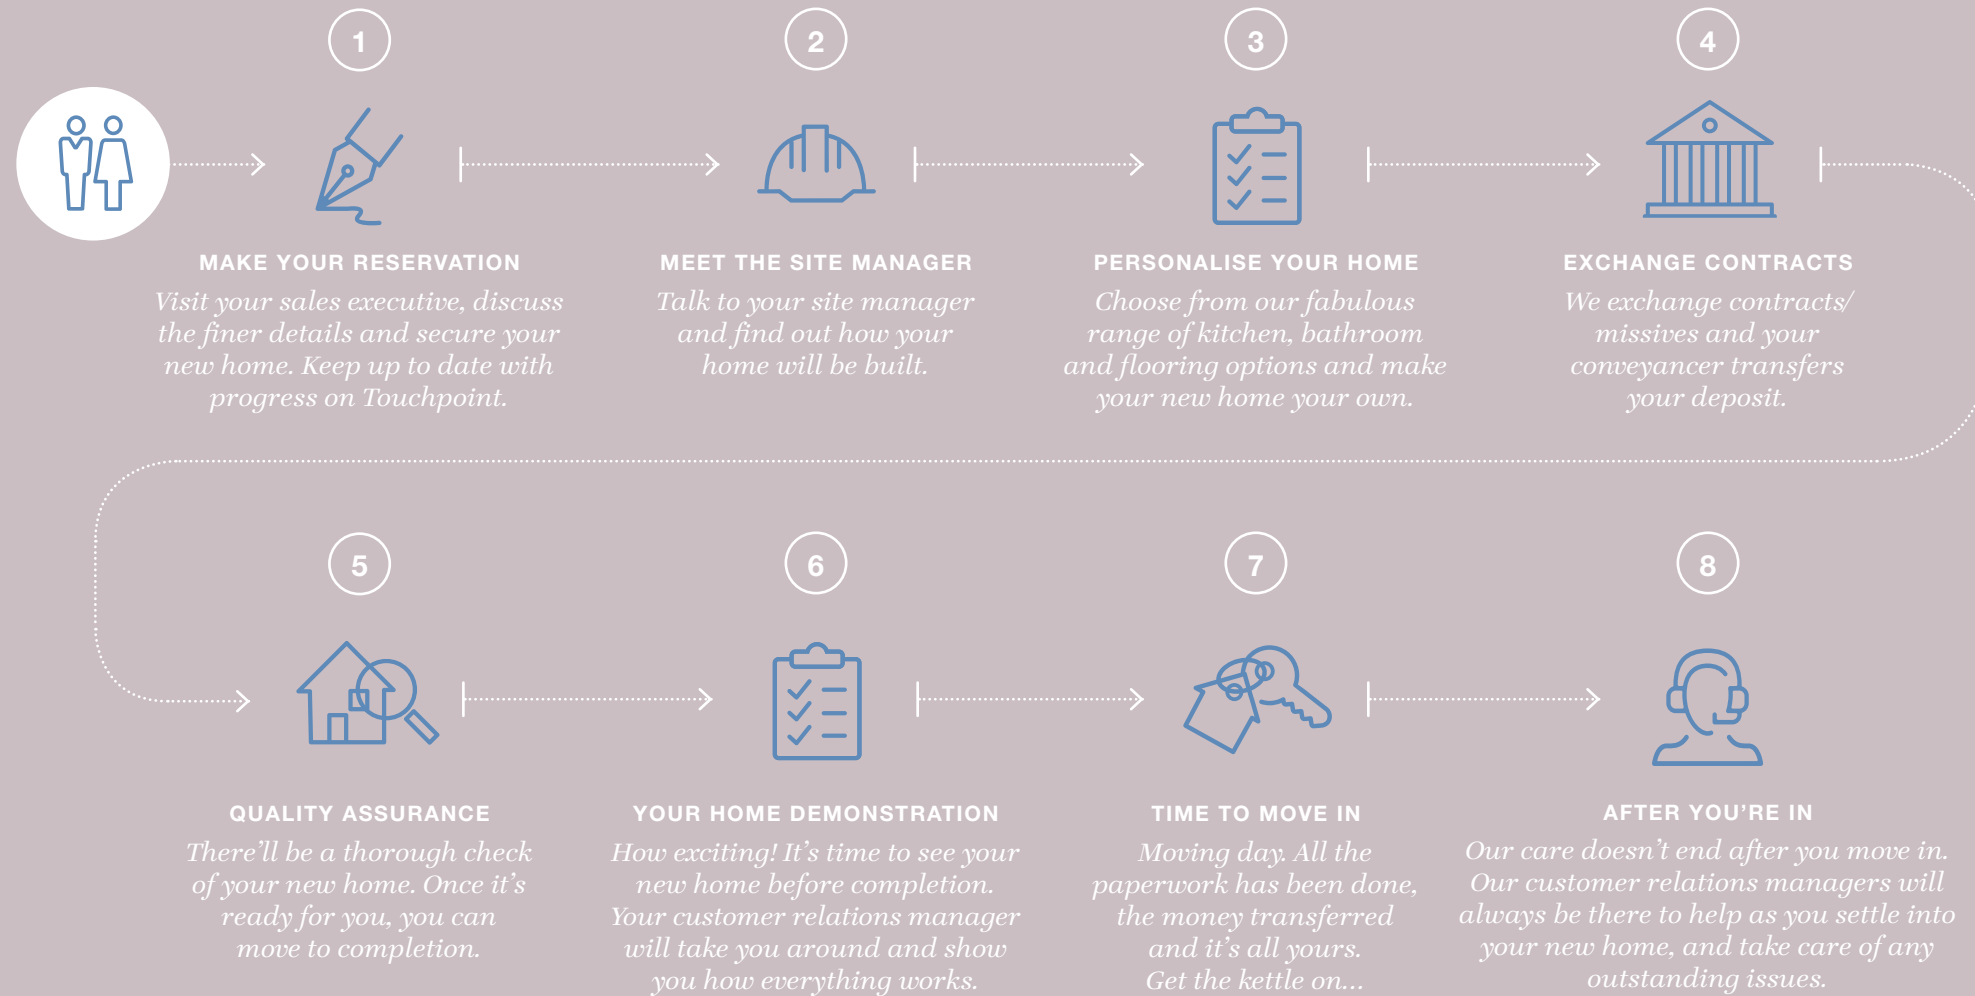 1
MAKE YOUR RESERVATION
Visit your sales executive, discuss
the finer details and secure your
new home. Keep up to date with
progress on Touchpoint.
2
MEET THE SITE MANAGER
Talk to your site manager
and find out how your
home will be built.
3
PERSONALISE YOUR HOME
Choose from our fabulous
range of kitchen, bathroom
and flooring options and make
your new home your own.
4
EXCHANGE CONTRACTS
We exchange contracts/
missives and your
conveyancer transfers
your deposit.
5
QUALITY ASSURANCE
There’ll be a thorough check
of your new home. Once it’s
ready for you, you can
move to completion.
6
YOUR HOME DEMONSTRATION
How exciting! It’s time to see your
new home before completion.
Your customer relations manager
will take you around and show
you how everything works.
7
TIME TO MOVE IN
Moving day. All the
paperwork has been done,
the money transferred
and it’s all yours.
Get the kettle on...
8
AFTER YOU’RE IN
Our care doesn’t end after you move in.
Our customer relations managers will
always be there to help as you settle into
your new home, and take care of any
outstanding issues.